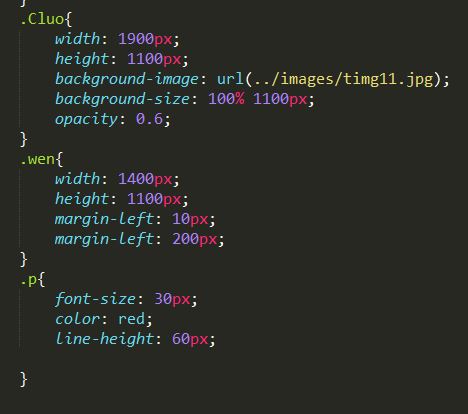 }
.Cluo{
width: 1900px;
height: 1100px;
background-image: url(../images/timg11.jpg);
background-size: 100% 1100px;
opacity: 0.6;
}
.wen{
width: 1400px;
height: 1100px;
margin-left: 10px;
margin-left: 200px;
}
.p{
font-size: 30px;
color: red;
line-height: 60px;
}